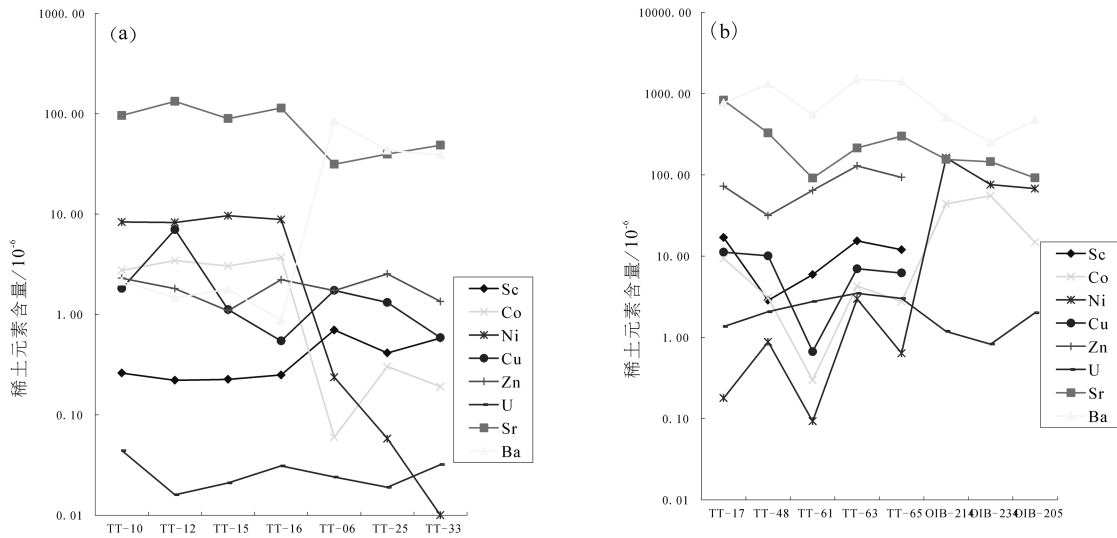 (a)
1000.00
100.00
10.00
1.00
0.10
0.01
稀土元素含量/10⁻⁶
TT-10 TT-12 TT-15 TT-16 TT-06 TT-25 TT-33
Sc
Co
Ni
Cu
Zn
U
Sr
Ba
(b)
10000.00
1000.00
100.00
10.00
1.00
0.10
0.01
稀土元素含量/10⁻⁶
TT-17 TT-48 TT-61 TT-63 TT-65 OIB-214 OIB-234 OIB-205
Sc
Co
Ni
Cu
Zn
U
Sr
Ba